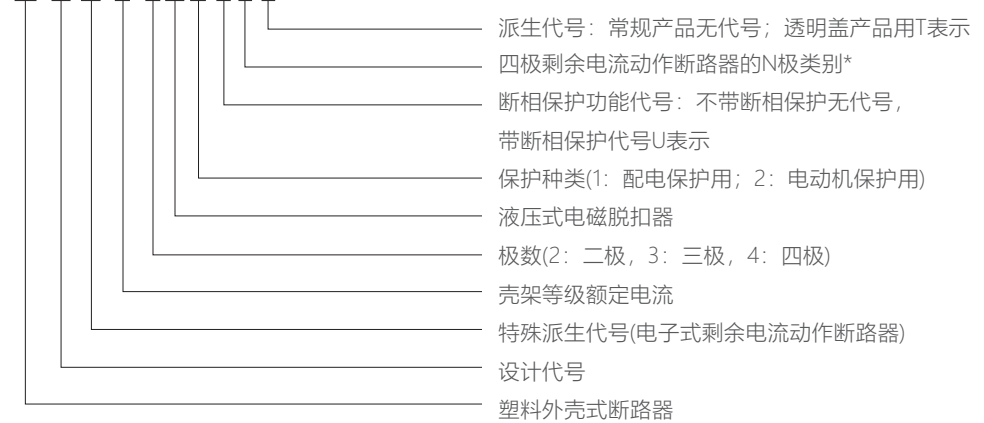 派生代号：常规产品无代号；透明盖产品用T表示
四极剩余电流动作断路器的N极类别*
断相保护功能代号：不带断相保护无代号，
带断相保护代号U表示
保护种类(1：配电保护用；2：电动机保护用)
液压式电磁脱扣器
极数(2：二极，3：三极，4：四极)
壳架等级额定电流
特殊派生代号(电子式剩余电流动作断路器)
设计代号
塑料外壳式断路器